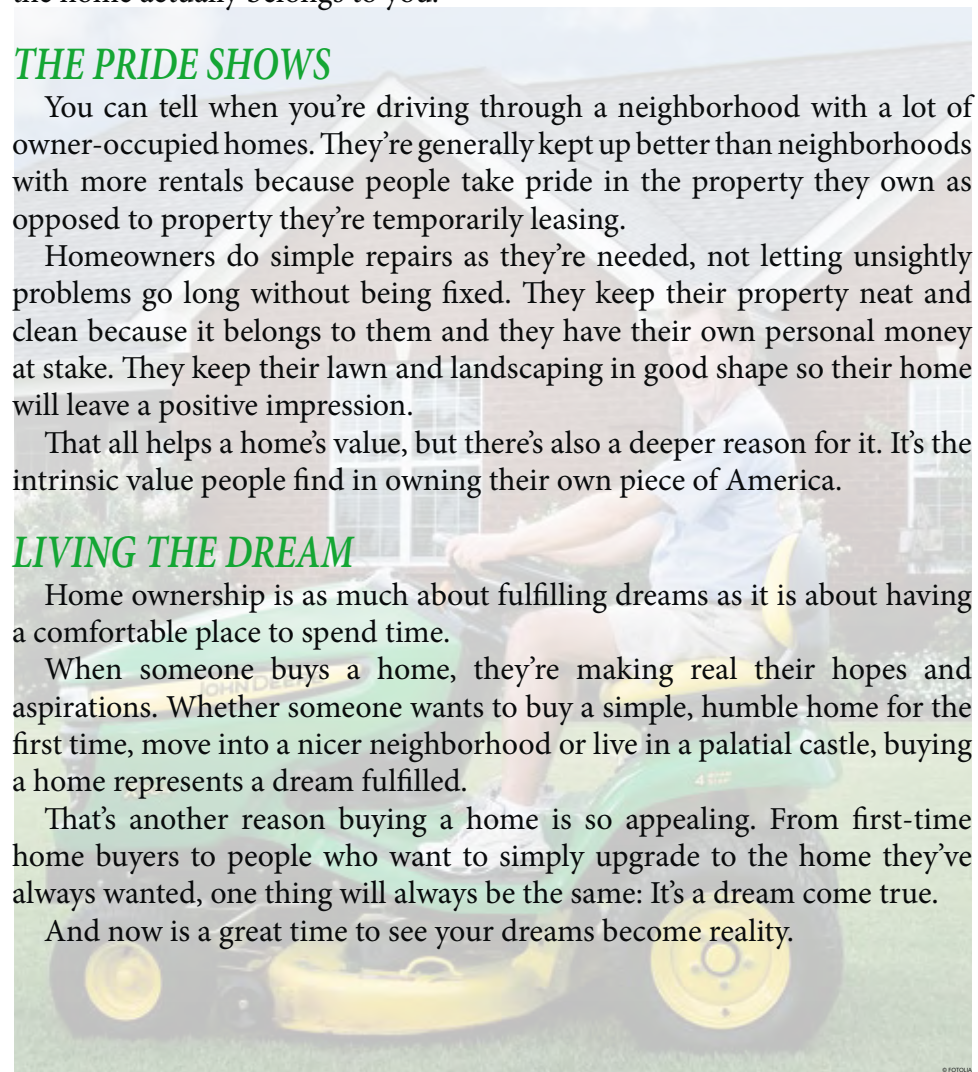 the home actually belongs to you.
THE PRIDE SHOWS
You can tell when you're driving through a neighborhood with a lot of
owner-occupied homes. They're generally kept up better than neighborhoods
with more rentals because people take pride in the property they own as
opposed to property they're temporarily leasing.
Homeowners do simple repairs as they're needed, not letting unsightly
problems go long without being fixed. They keep their property neat and
clean because it belongs to them and they have their own personal money
at stake. They keep their lawn and landscaping in good shape so their home
will leave a positive impression.
That all helps a home's value, but there's also a deeper reason for it. It's the
intrinsic value people find in owning their own piece of America.
LIVING THE DREAM
Home ownership is as much about fulfilling dreams as it is about having
a comfortable place to spend time.
When someone buys a home, they're making real their hopes and
JOHN DEERE
aspirations. Whether someone wants to buy a simple, humble home for the
first time, move into a nicer neighborhood or live in a palatial castle, buying
a home represents a dream fulfilled.
That's another reason buying a home is so appealing. From first-time
home buyers to people who want to simply upgrade to the home they've
always wanted, one thing will always be the same: It's a dream come true.
And now is a great time to see your dreams become reality.
© FOTOLIA